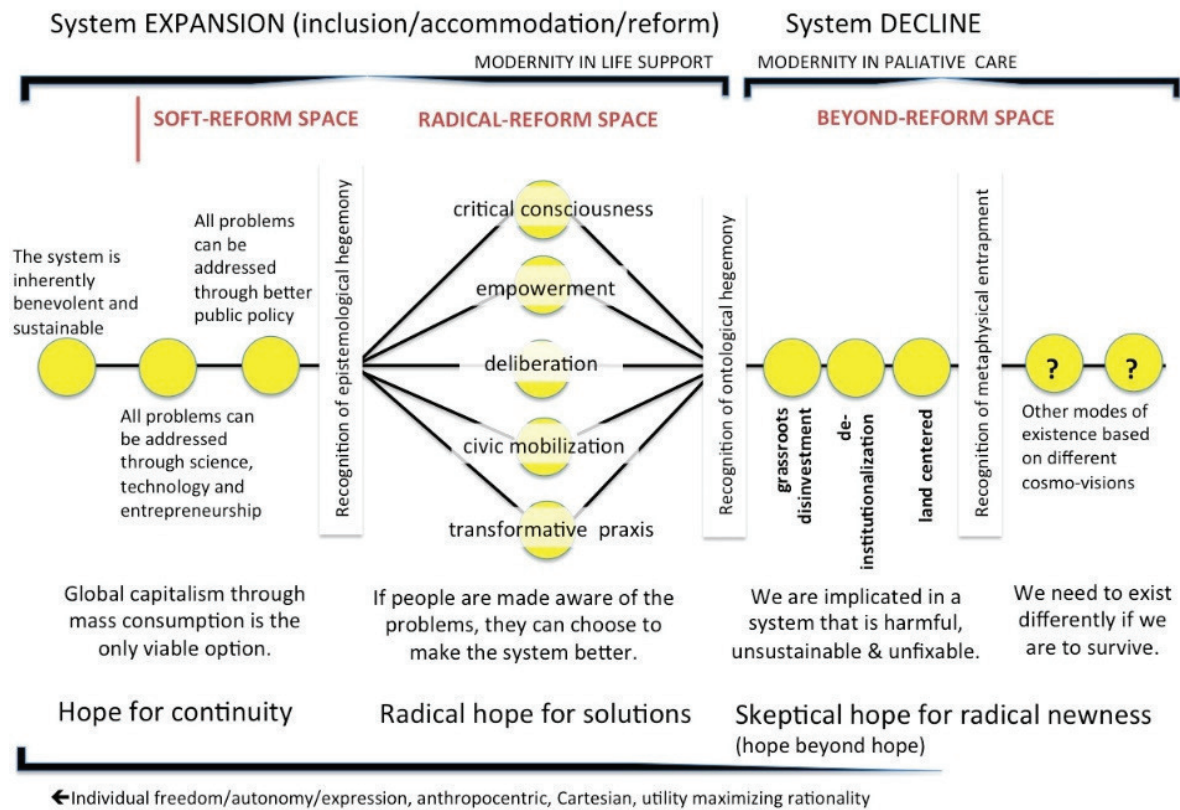 System EXPANSION (inclusion/accommodation/reform)
System DECLINE
MODERNITY IN LIFE SUPPORT
MODERNITY IN PALIATIVE CARE
SOFT-REFORM SPACE
RADICAL-REFORM SPACE
BEYOND-REFORM SPACE
The system is
inherently
benevolent and
sustainable
All problems
can be
addressed
through better
public policy
All problems can
be addressed
through science,
technology and
entrepreneurship
Recognition of epistemological hegemony
critical consciousness
empowerment
deliberation
civic mobilization
transformative praxis
Recognition of ontological hegemony
grassroots
disinvestment
de-
institutionalization
land centered
Recognition of metaphysical entrapment
?
?
Other modes of
existence based
on different
cosmo-visions
Global capitalism through
mass consumption is the
only viable option.
If people are made aware of the
problems, they can choose to
make the system better.
We are implicated in a
system that is harmful,
unsustainable & unfixable.
We need to exist
differently if we
are to survive.
Hope for continuity
Radical hope for solutions
Skeptical hope for radical newness
(hope beyond hope)
←Individual freedom/autonomy/expression, anthropocentric, Cartesian, utility maximizing rationality